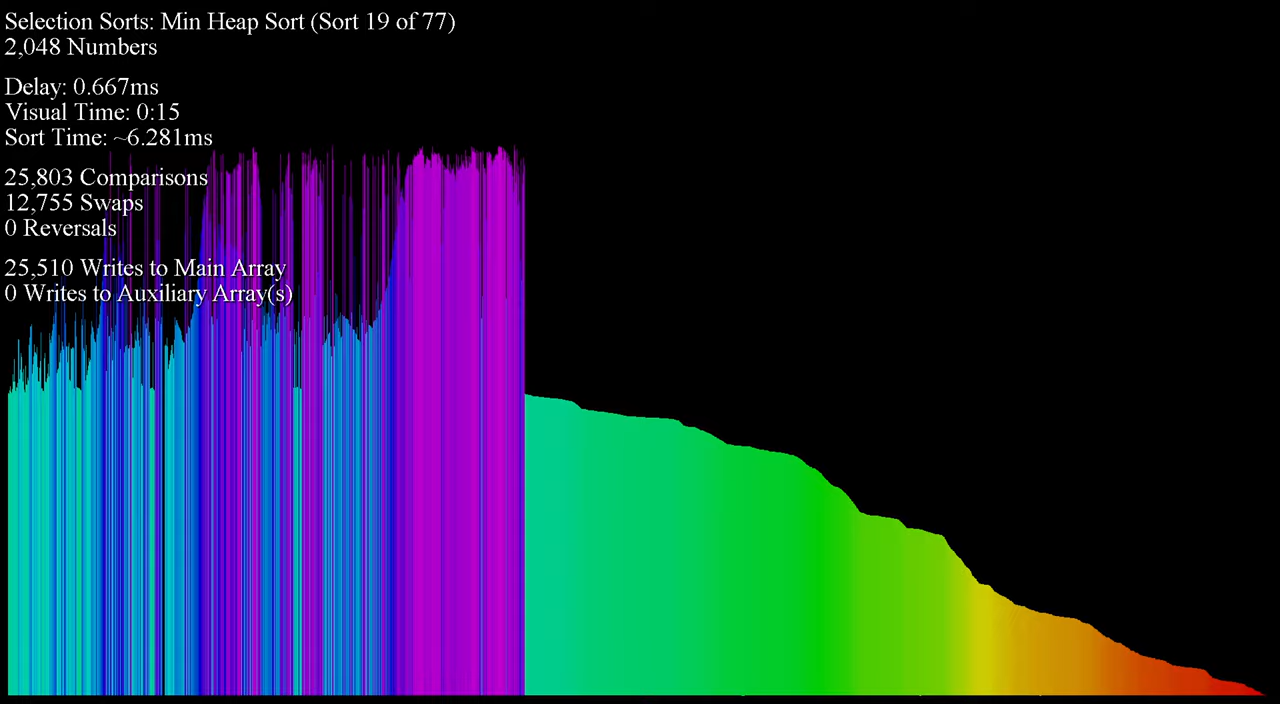 Selection Sorts: Min Heap Sort (Sort 19 of 77)
2,048 Numbers
Delay: 0.667ms
Visual Time: 0:15
Sort Time: ~6.281ms
25,803 Comparisons
12,755 Swaps
0 Reversals
25,510 Writes to Main Array
0 Writes to Auxiliary Array(s)